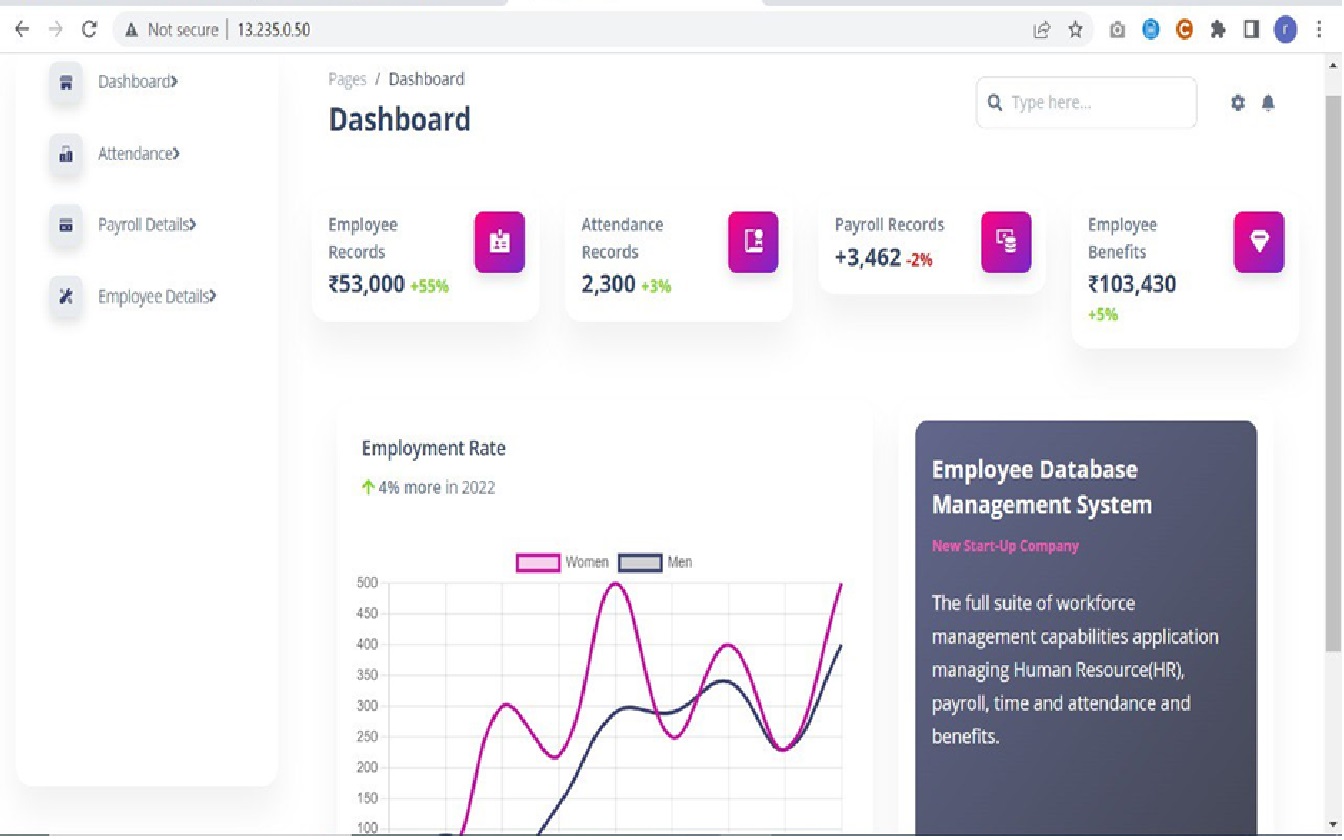 Not secure | 13.235.0.50
r
Dashboard
Attendance
Payroll Details
Employee Details
Pages / Dashboard
Dashboard
Type here...
Employee
Records
₹53,000 +55%
Attendance
Records
2,300 +3%
Payroll Records
+3,462 -2%
Employee
Benefits
₹103,430
+5%
Employment Rate
4% more in 2022
Women Men
500
450
400
350
300
250
200
150
100
Employee Database
Management System
New Start-Up Company
The full suite of workforce
management capabilities application
managing Human Resource(HR),
payroll, time and attendance and
benefits.